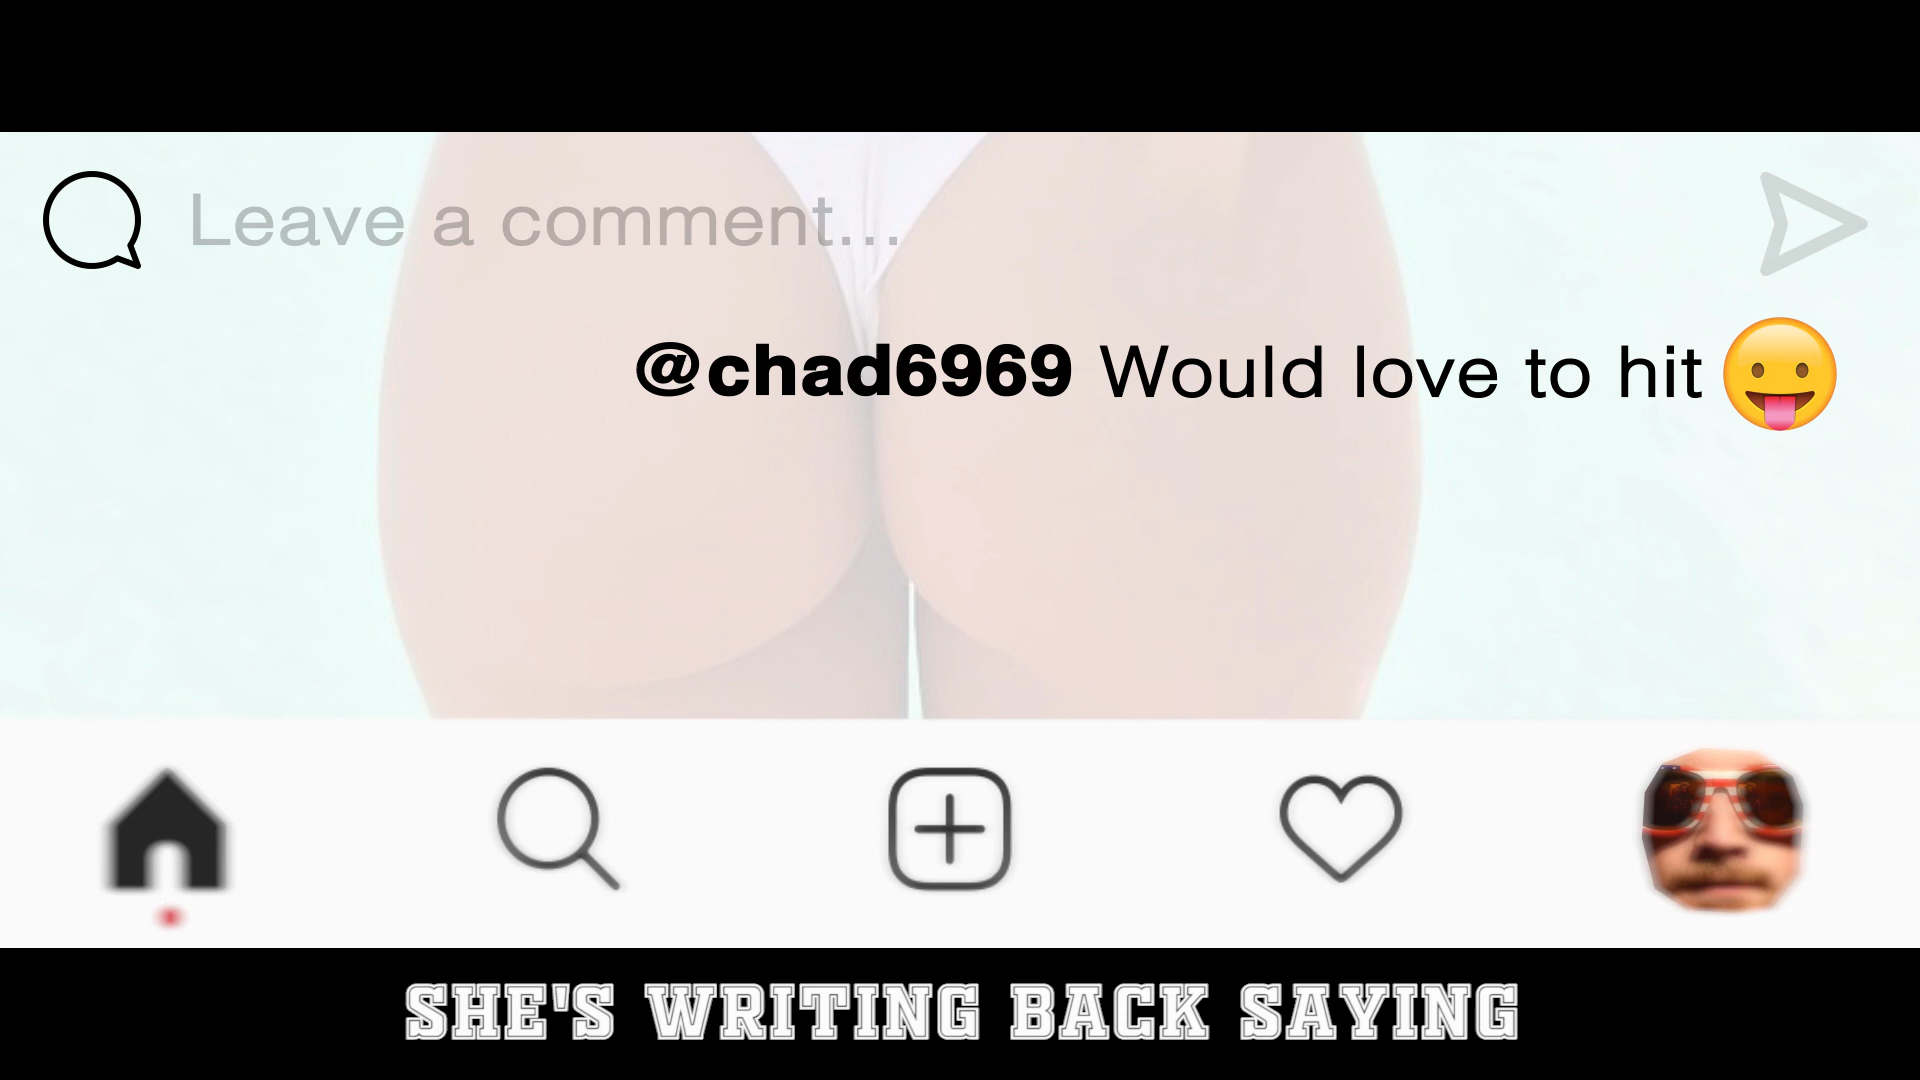 Leave a comment...
@chad6969 Would love to hit 😛
SHE'S WRITING BACK SAYING